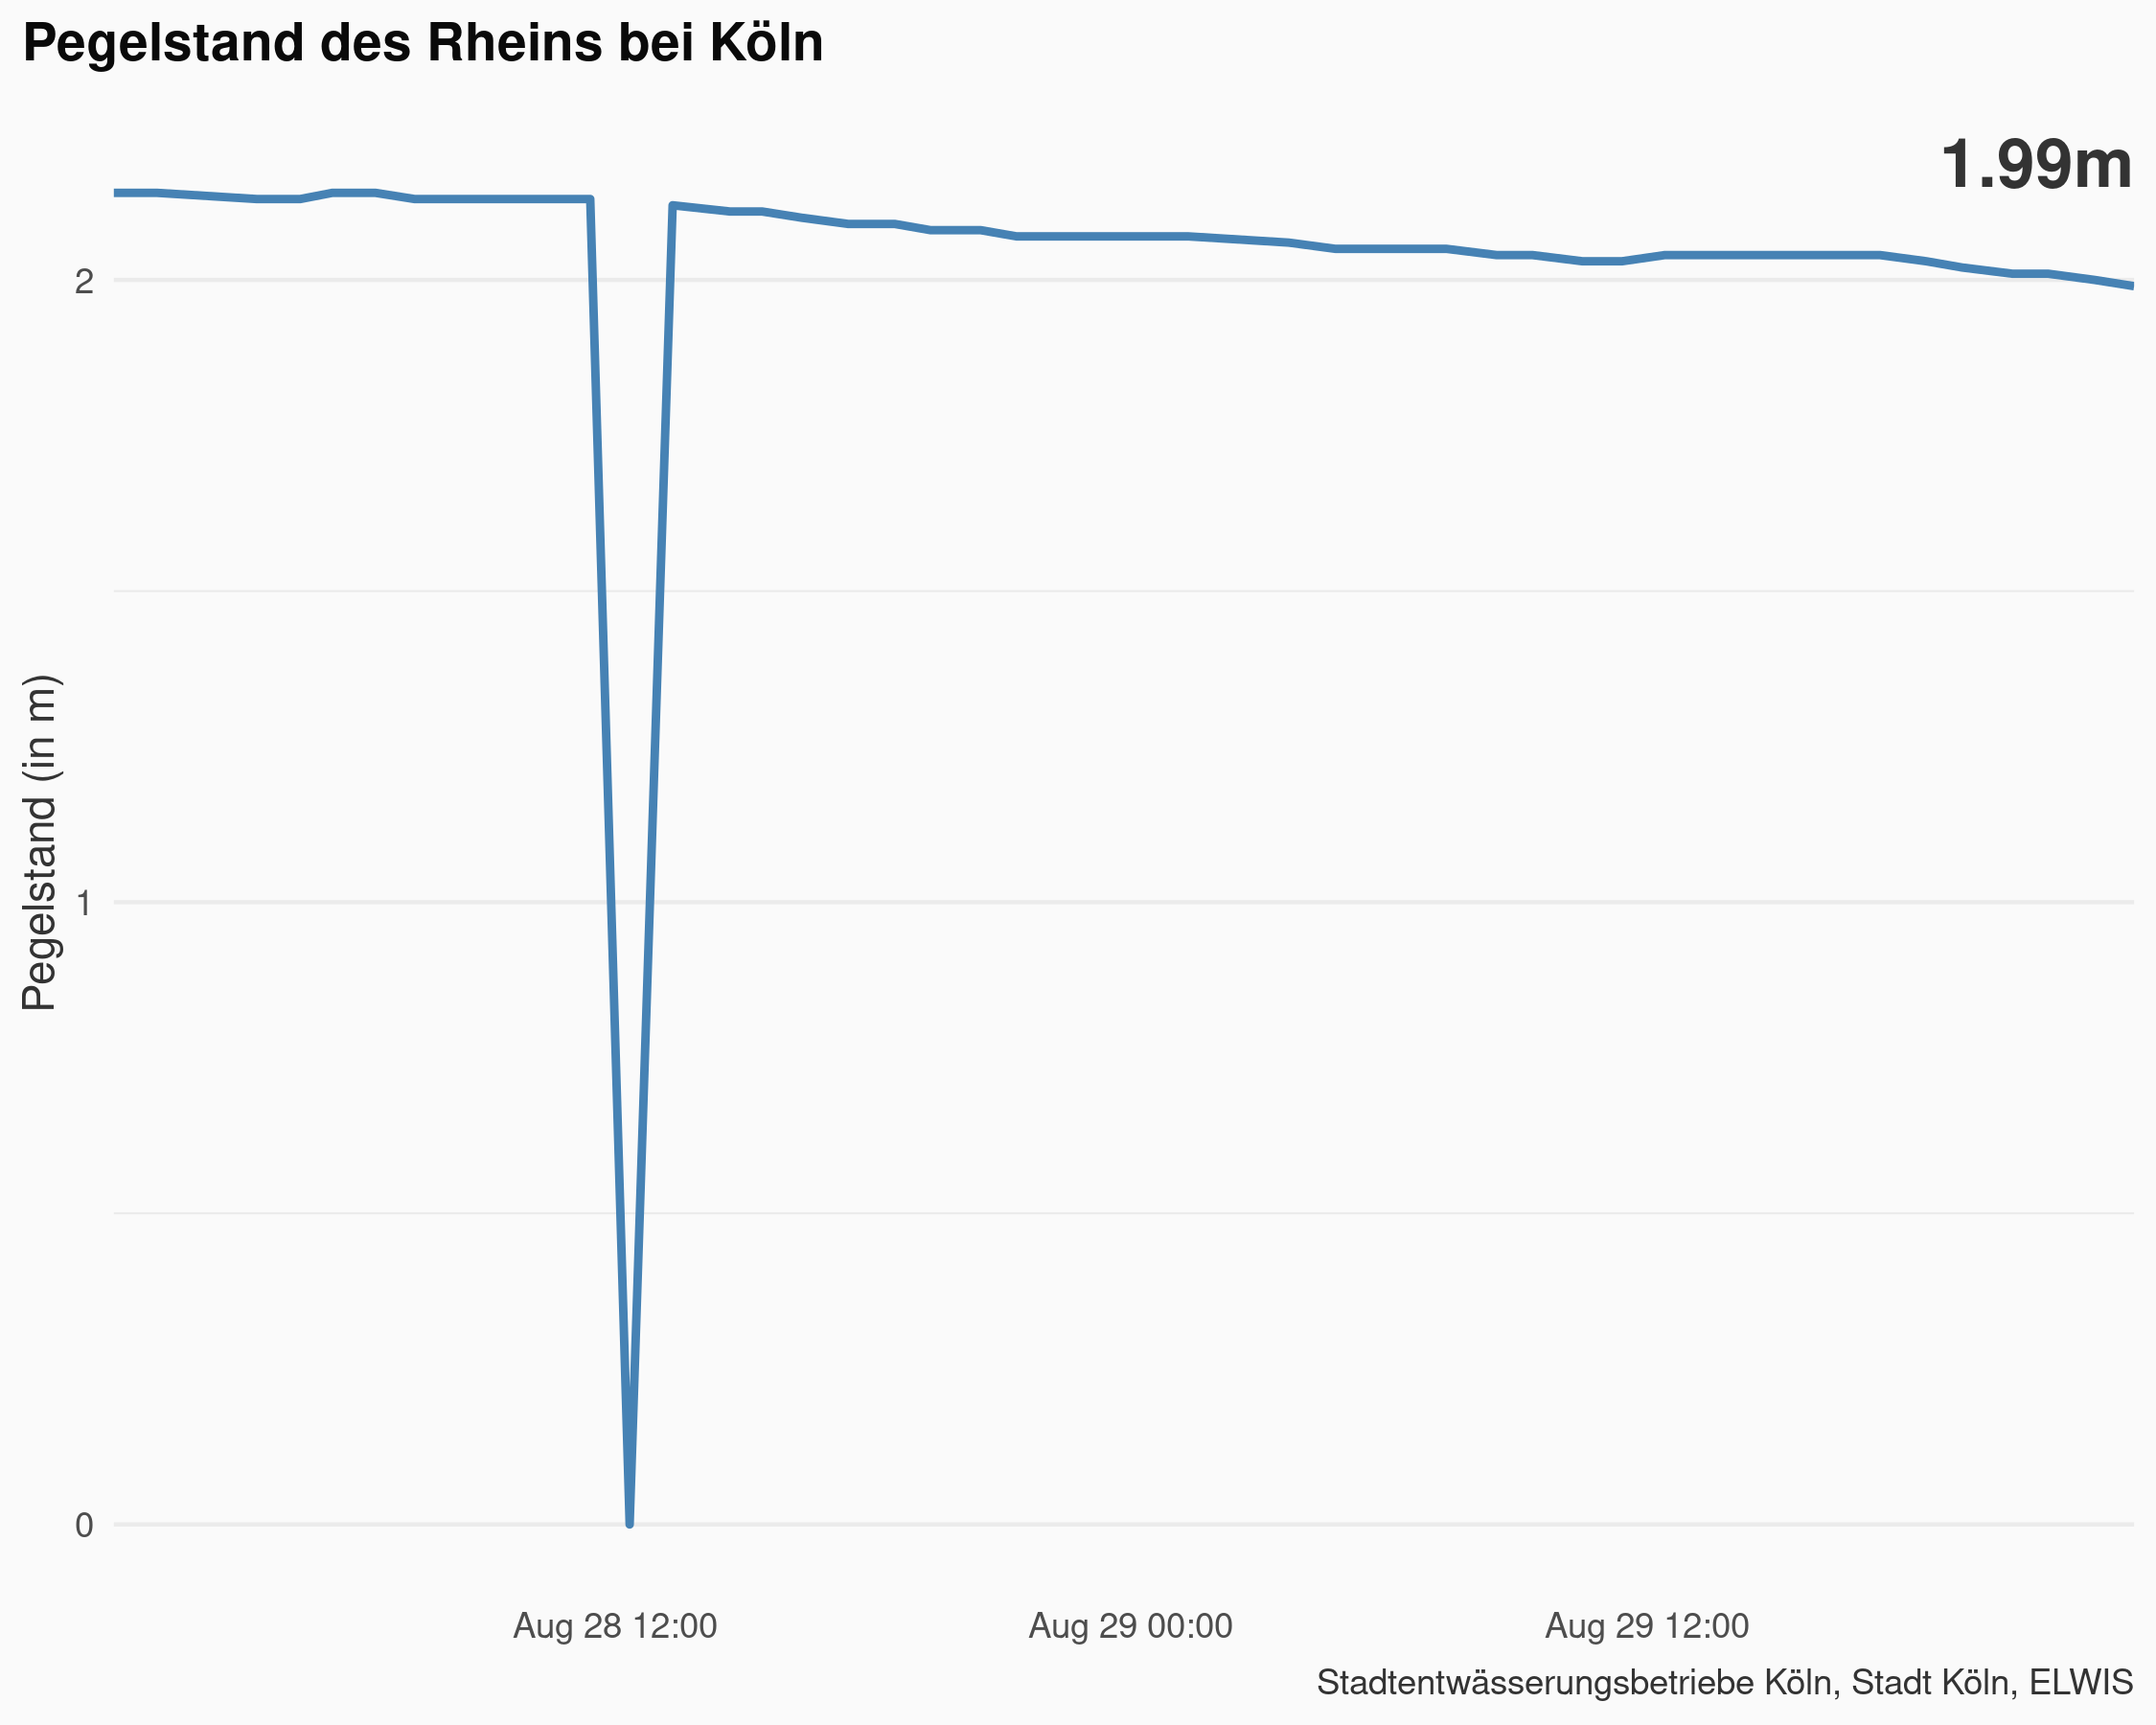 Pegelstand des Rheins bei Köln
1.99m
Pegelstand (in m)
2
1
0
Aug 28 12:00
Aug 29 00:00
Aug 29 12:00
Stadtentwässerungsbetriebe Köln, Stadt Köln, ELWIS